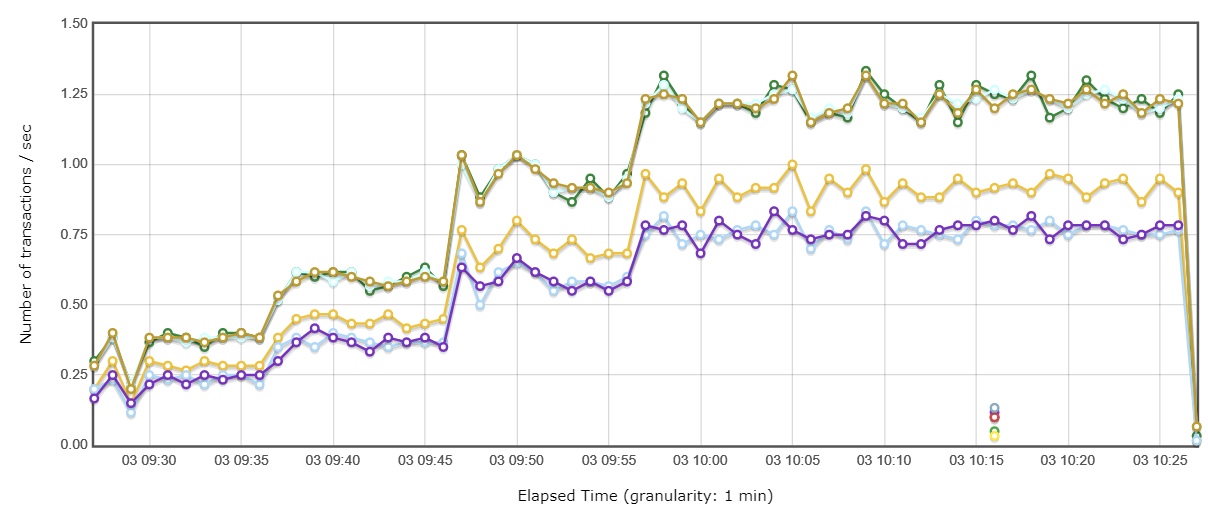 1.50
1.25
1.00
0.75
0.50
0.25
0.00
Number of transactions / sec
03 09:30 03 09:35 03 09:40 03 09:45 03 09:50 03 09:55 03 10:00 03 10:05 03 10:10 03 10:15 03 10:20 03 10:25
Elapsed Time (granularity: 1 min)